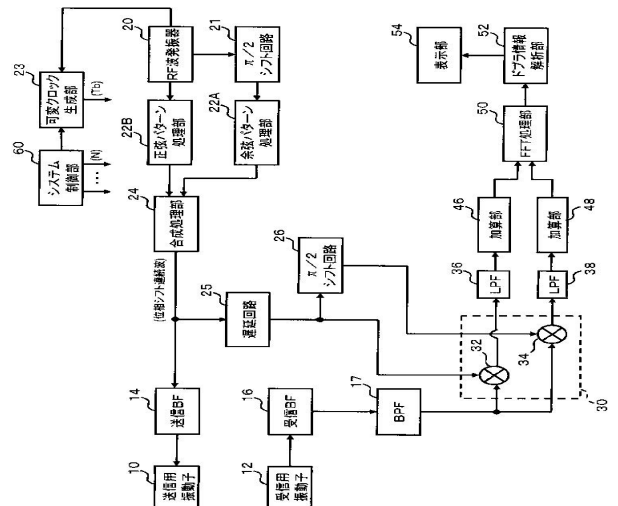 20
RF波発振器
21
π/2
シフト回路
23
可変クロック
生成部
(Tb)
60
システム
制御部
(N)
...
22B
正弦パターン
処理部
22A
余弦パターン
処理部
24
合成処理部
(位相シフト連続波)
25
遅延回路
26
π/2
シフト回路
14
送信BF
10
送信用
振動子
12
受信用
振動子
16
受信BF
17
BPF
30
32
34
36
LPF
38
LPF
46
加算部
48
加算部
50
FFT処理部
52
ドプラ情報
解析部
54
表示部